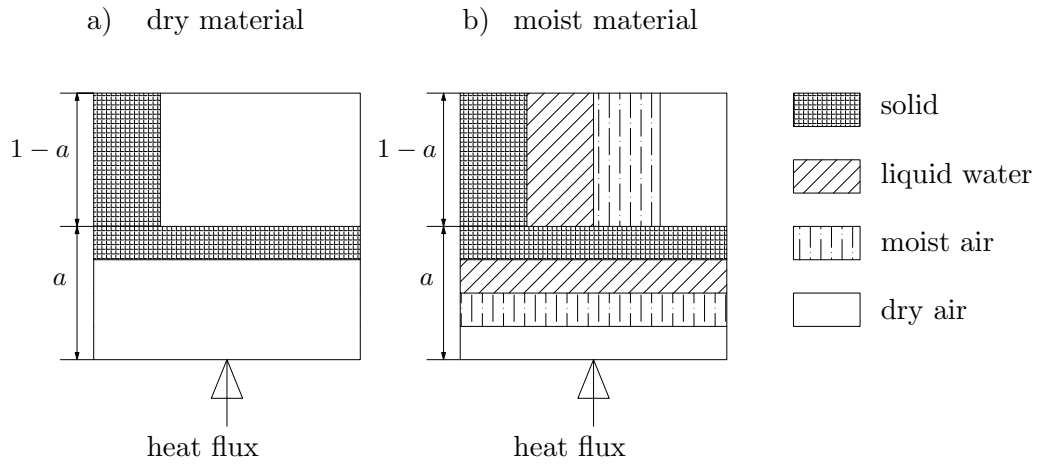 a) dry material
b) moist material
1 − a
a
1 − a
a
heat flux
heat flux
solid
liquid water
moist air
dry air